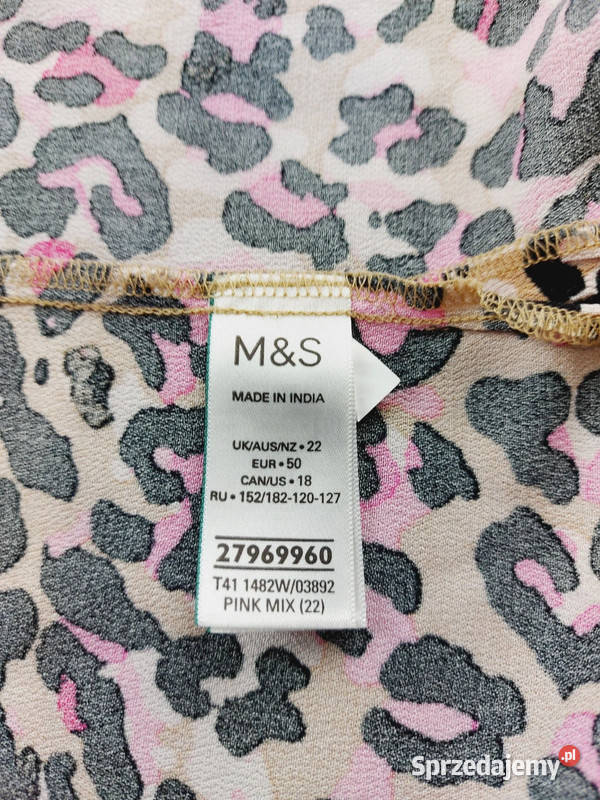 M&S
MADE IN INDIA
UK/AUS/NZ • 22
EUR • 50
CAN/US • 18
RU • 152/182-120-127
27969960
T41 1482W/03892
PINK MIX (22)
Sprzedajemy.pl